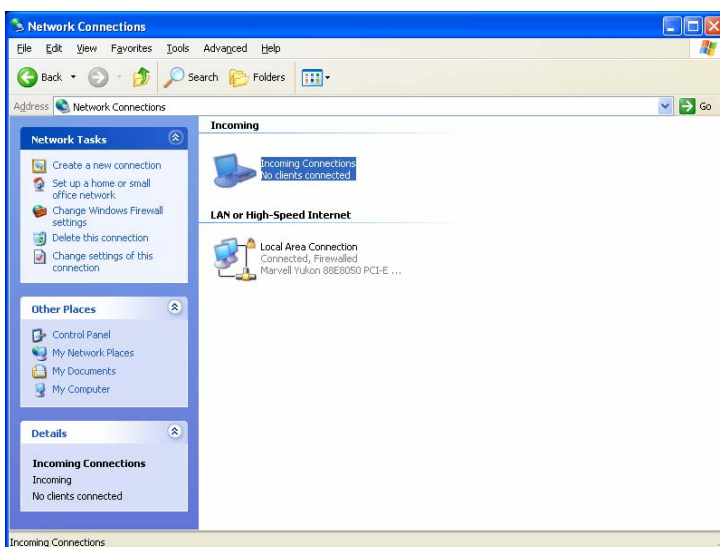 Network Connections
File Edit View Favorites Tools Advanced Help
Back Search Folders
Address Network Connections Go
Network Tasks
Create a new connection
Set up a home or small
office network
Change Windows Firewall
settings
Delete this connection
Change settings of this
connection
Other Places
Control Panel
My Network Places
My Documents
My Computer
Details
Incoming Connections
Incoming
No clients connected
Incoming
Incoming Connections
No clients connected
LAN or High-Speed Internet
Local Area Connection
Connected, Firewalled
Marvell Yukon 88E8050 PCI-E ...
Incoming Connections